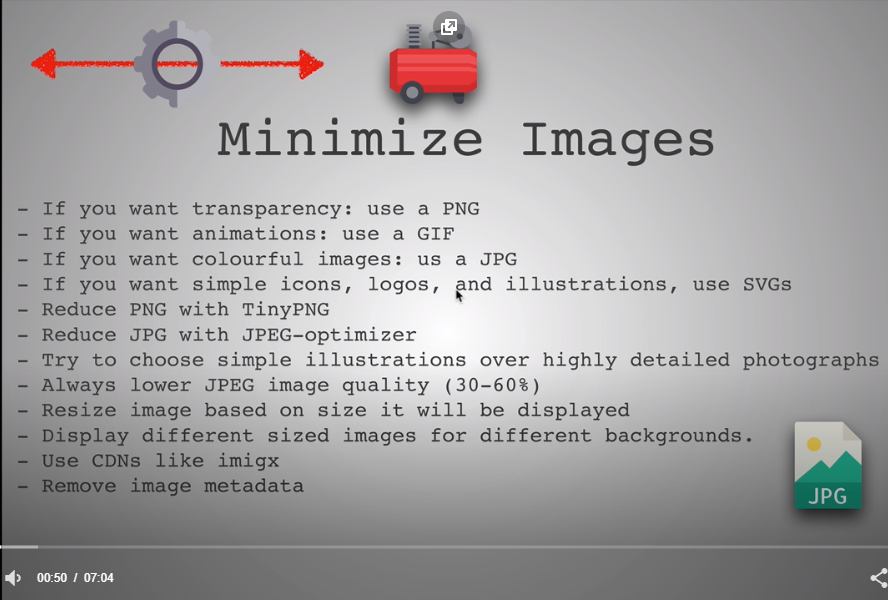 Minimize Images
- If you want transparency: use a PNG
- If you want animations: use a GIF
- If you want colourful images: us a JPG
- If you want simple icons, logos, and illustrations, use SVGs
- Reduce PNG with TinyPNG
- Reduce JPG with JPEG-optimizer
- Try to choose simple illustrations over highly detailed photographs
- Always lower JPEG image quality (30-60%)
- Resize image based on size it will be displayed
- Display different sized images for different backgrounds.
- Use CDNs like imigx
- Remove image metadata
JPG
00:50 / 07:04